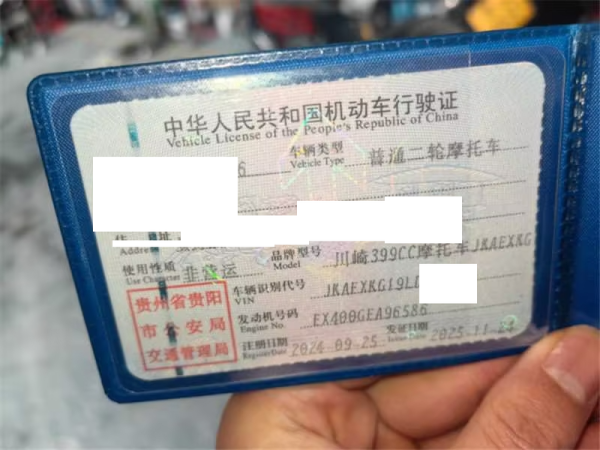 中华人民共和国机动车行驶证
Vehicle License of the People's Republic of China
6 车辆类型 普通二轮摩托车
Vehicle Type
住 址
Address
使用性质 非营运 品牌型号 川崎399CC摩托车JKAEXKG
Use Character Model
车辆识别代号 JKAEXKG19L
VIN
发动机号码 EX400GEA96586
Engine No.
注册日期 2024-09-25 发证日期 2025-11-24
Register Date Issue Date
贵州省贵阳
市公安局
交通管理局